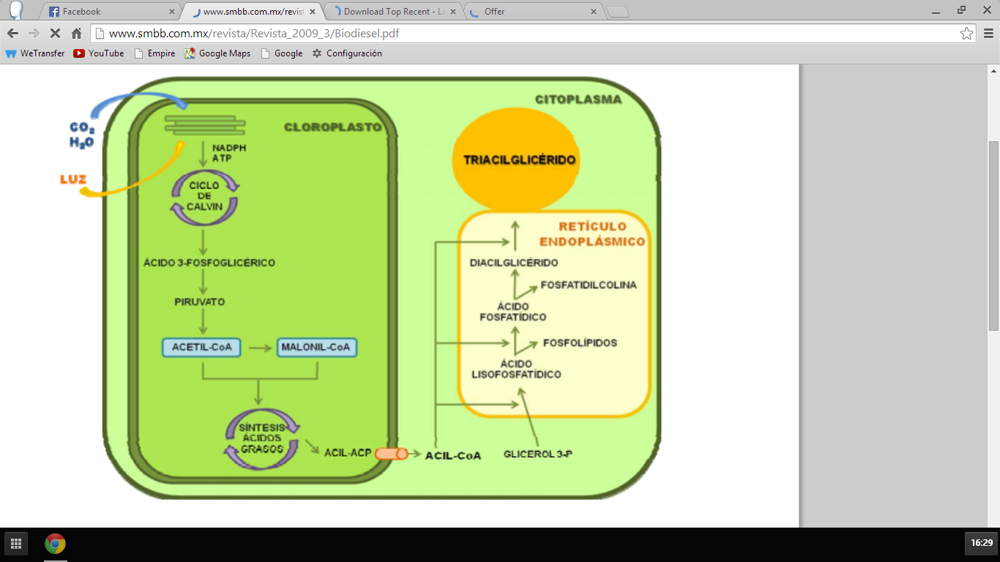 Facebook
www.smbb.com.mx/revist
Download Top Recent - L
Offer
www.smbb.com.mx/revista/Revista_2009_3/Biodiesel.pdf
WeTransfer
YouTube
Empire
Google Maps
Google
Configuración
CITOPLASMA
CO2
H2O
CLOROPLASTO
NADPH
ATP
LUZ
CICLO
DE
CALVIN
ÁCIDO 3-FOSFOGLICÉRICO
PIRUVATO
ACETIL-CoA
MALONIL-CoA
SÍNTESIS
ÁCIDOS
GRASOS
ACIL-ACP
ACIL-CoA
GLICEROL 3-P
TRIACILGLICÉRIDO
RETÍCULO
ENDOPLÁSMICO
DIACILGLICÉRIDO
FOSFATIDILCOLINA
ÁCIDO
FOSFATÍDICO
FOSFOLÍPIDOS
ÁCIDO
LISOFOSFATÍDICO
16:29